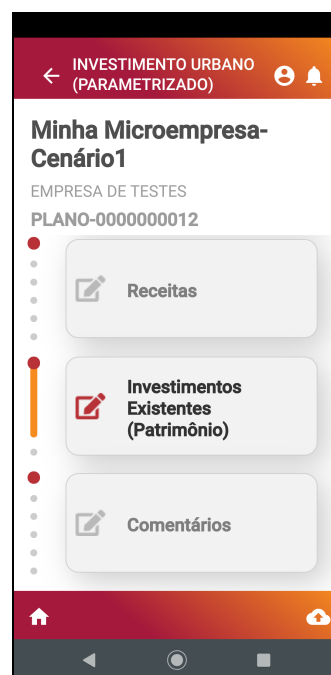 INVESTIMENTO URBANO
(PARAMETRIZADO)
Minha Microempresa-
Cenário1
EMPRESA DE TESTES
PLANO-0000000012
Receitas
Investimentos
Existentes
(Patrimônio)
Comentários